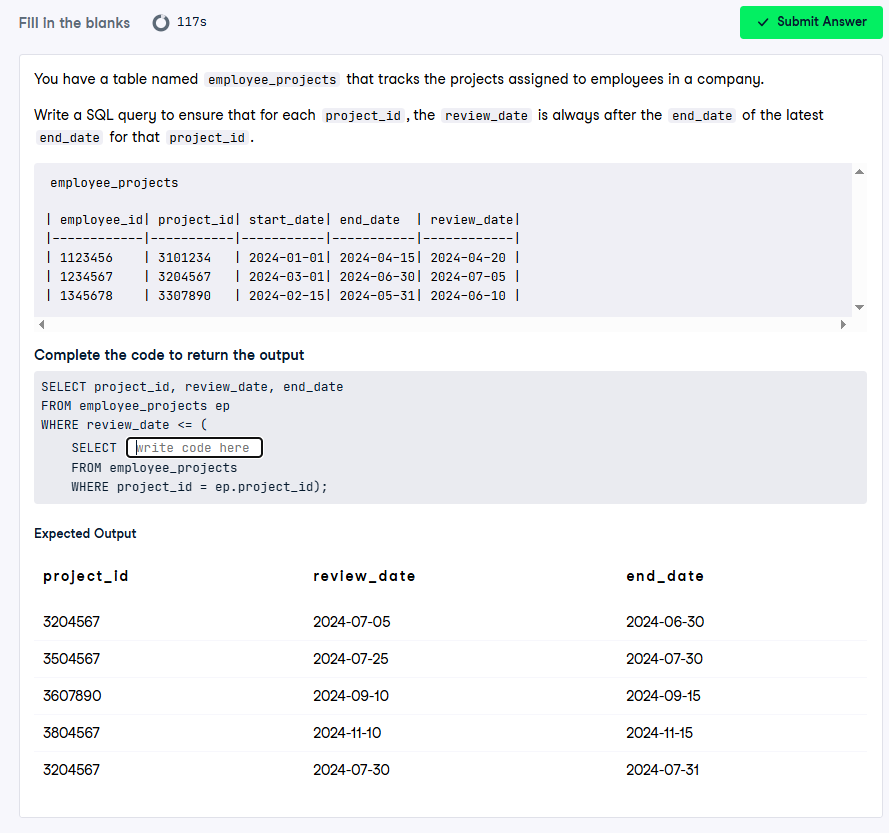 Fill in the blanks 117s Submit Answer
You have a table named employee_projects that tracks the projects assigned to employees in a company.
Write a SQL query to ensure that for each project_id, the review_date is always after the end_date of the latest
end_date for that project_id.
employee_projects
| employee_id| project_id| start_date| end_date  | review_date|
|------------|-----------|-----------|-----------|------------|
| 1123456    | 3101234   | 2024-01-01| 2024-04-15| 2024-04-20 |
| 1234567    | 3204567   | 2024-03-01| 2024-06-30| 2024-07-05 |
| 1345678    | 3307890   | 2024-02-15| 2024-05-31| 2024-06-10 |
Complete the code to return the output
SELECT project_id, review_date, end_date
FROM employee_projects ep
WHERE review_date <= (
    SELECT write code here
    FROM employee_projects
    WHERE project_id = ep.project_id);
Expected Output
project_id review_date end_date
3204567 2024-07-05 2024-06-30
3504567 2024-07-25 2024-07-30
3607890 2024-09-10 2024-09-15
3804567 2024-11-10 2024-11-15
3204567 2024-07-30 2024-07-31